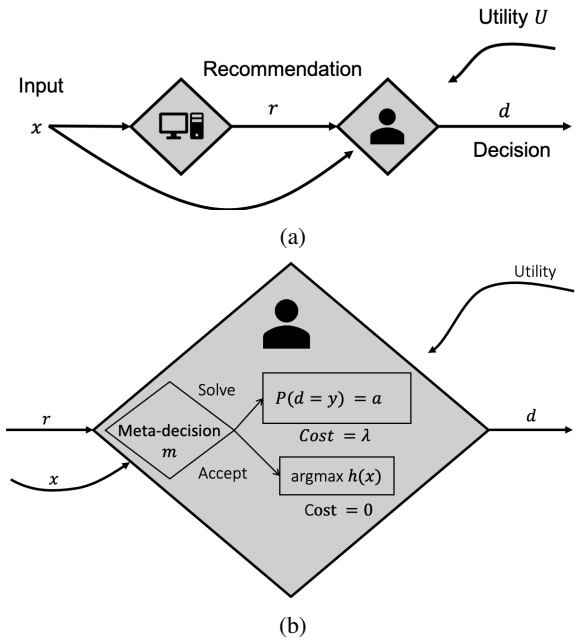 Utility U
Recommendation
Input
x
r
d
Decision
(a)
Utility
Solve
P(d = y) = a
r
Meta-decision
m
Cost = λ
d
x
Accept
argmax h(x)
Cost = 0
(b)